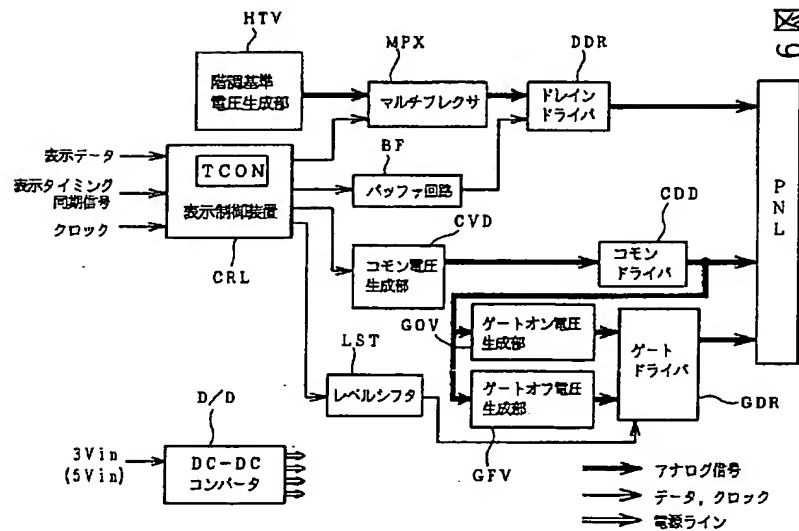 図
9
HTV
MPX
DDR
階調基準
電圧生成部
マルチプレクサ
ドレイン
ドライバ
PNL
表示データ
表示タイミング
同期信号
クロック
TCON
表示制御装置
CRL
BF
バッファ回路
CVD
コモン電圧
生成部
CDD
コモン
ドライバ
GOV
ゲートオン電圧
生成部
ゲート
ドライバ
LST
レベルシフタ
ゲートオフ電圧
生成部
GFV
GDR
D/D
3Vin
(5Vin)
DC-DC
コンバータ
アナログ信号
データ，クロック
電源ライン